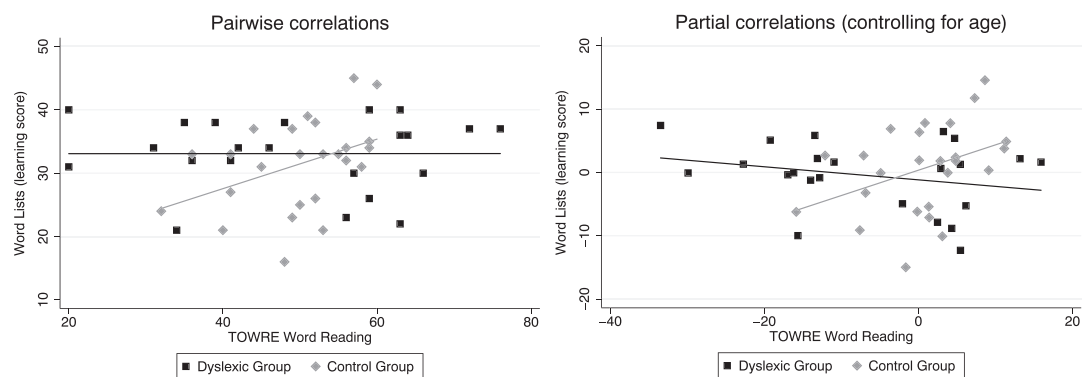 Pairwise correlations
Word Lists (learning score)
50
40
30
20
10
20 40 60 80
TOWRE Word Reading
Dyslexic Group Control Group
Partial correlations (controlling for age)
Word Lists (learning score)
20
10
0
−10
−20
−40 −20 0 20
TOWRE Word Reading
Dyslexic Group Control Group